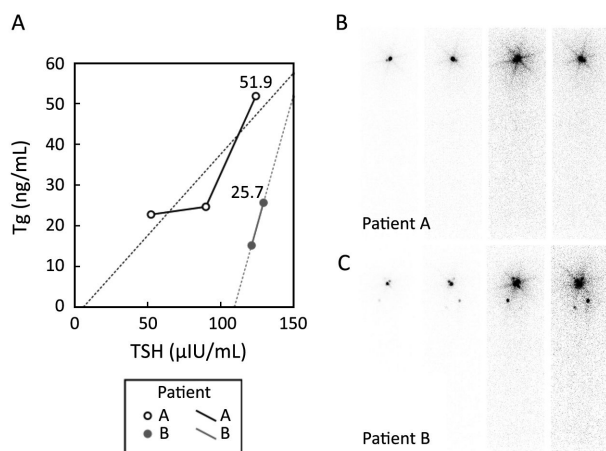 A
60
50
40
30
20
10
0
Tg (ng/mL)
51.9
25.7
0
50
100
150
TSH (μIU/mL)
Patient
A
A
B
B
B
Patient A
C
Patient B